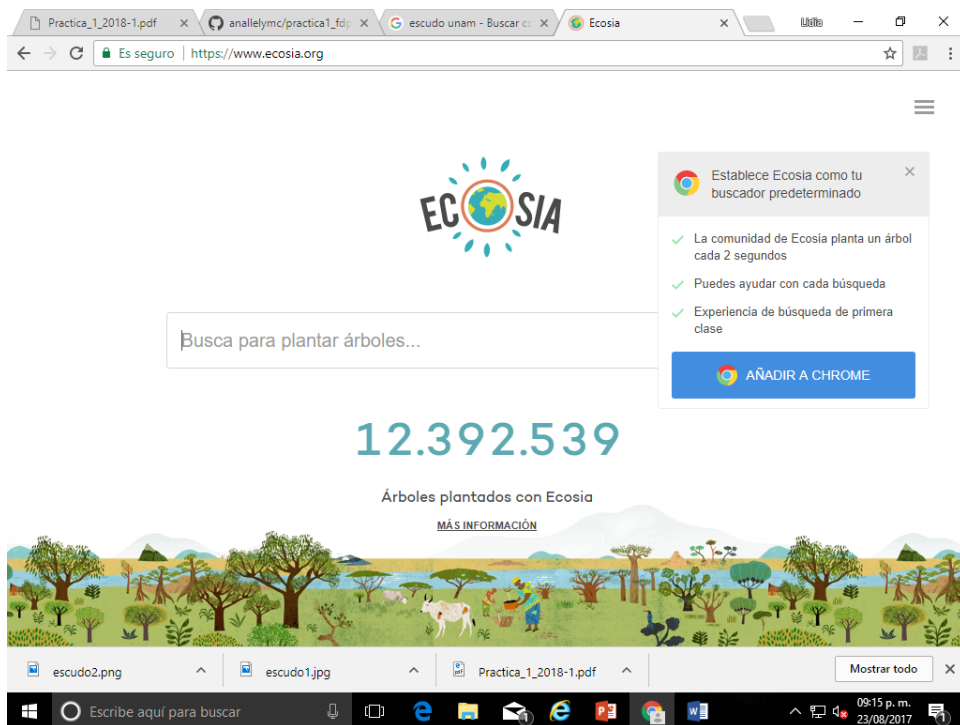 Practica_1_2018-1.pdf
anallelymc/practica1_fdp
escudo unam - Buscar co
Ecosia
Es seguro
https://www.ecosia.org
ECOSIA
Establece Ecosia como tu
buscador predeterminado
La comunidad de Ecosia planta un árbol
cada 2 segundos
Puedes ayudar con cada búsqueda
Experiencia de búsqueda de primera
clase
AÑADIR A CHROME
Busca para plantar árboles...
12.392.539
Árboles plantados con Ecosia
MÁS INFORMACIÓN
escudo2.png
escudo1.jpg
Practica_1_2018-1.pdf
Mostrar todo
Escribe aquí para buscar
09:15 p. m.
23/08/2017